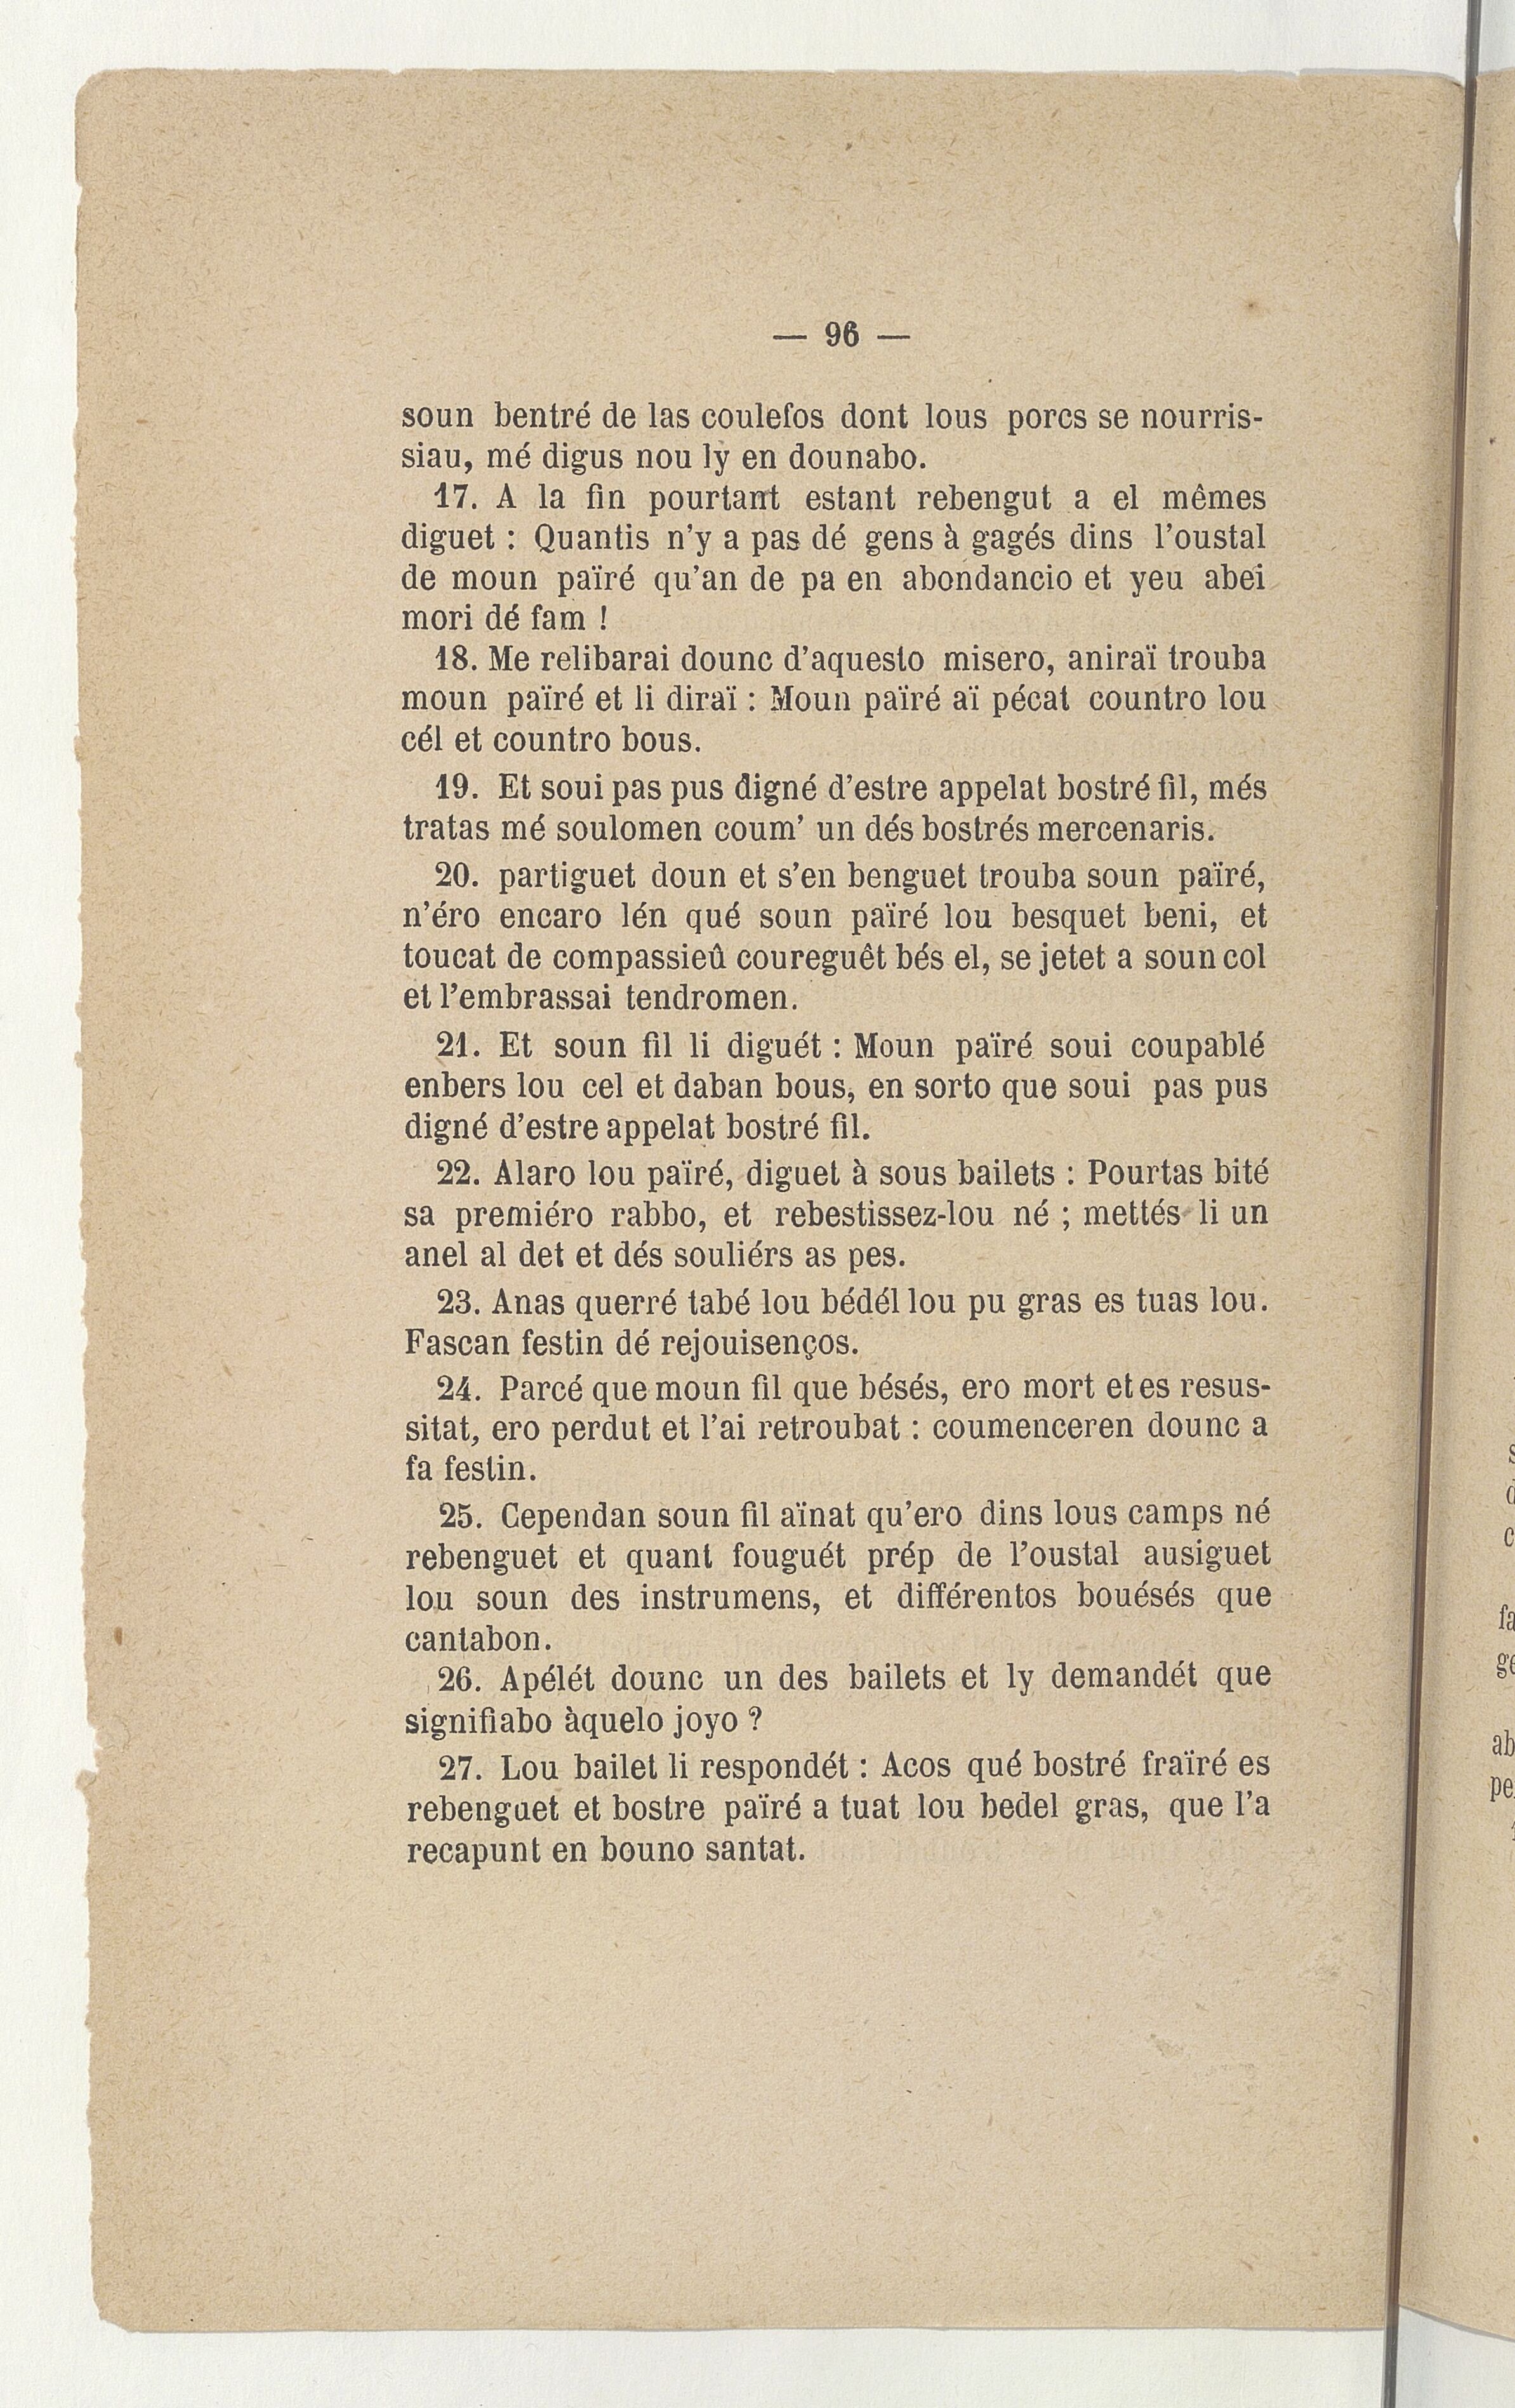 — 96 —
soun bentré de las coulefos dont lous porcs se nourris-
siau, mé digus nou ly en dounabo.
17. A la fin pourtant estant rebengut a el mêmes
diguet : Quantis n'y a pas dé gens à gagés dins l'oustal
de moun païré qu'an de pa en abondancio et yeu abei
mori dé fam !
18. Me relibarai dounc d'aquesto misero, aniraï trouba
moun païré et li diraï : Moun païré aï pécat countro lou
cél et countro bous.
19. Et soui pas pus digné d'estre appelat bostré fil, més
tratas mé soulomen coum' un dés bostrés mercenaris.
20. partiguet doun et s'en benguet trouba soun païré,
n'éro encaro lén qué soun païré lou besquet beni, et
toucat de compassieû coureguêt bés el, se jetet a soun col
et l'embrassai tendromen.
21. Et soun fil li diguét : Moun païré soui coupablé
enbers lou cel et daban bous, en sorto que soui pas pus
digné d'estre appelat bostré fil.
22. Alaro lou païré, diguet à sous bailets : Pourtas bité
sa premiéro rabbo, et rebestissez-lou né ; mettés li un
anel al det et dés souliérs as pes.
23. Anas querré tabé lou bédél lou pu gras es tuas lou.
Fascan festin dé rejouisenços.
24. Parcé que moun fil que bésés, ero mort et es resus-
sitat, ero perdut et l'ai retroubat : coumenceren dounc a
fa festin.
25. Cependan soun fil aïnat qu'ero dins lous camps né
rebenguet et quant fouguét prép de l'oustal ausiguet
lou soun des instrumens, et différentos bouésés que
cantabon.
26. Apélét dounc un des bailets et ly demandét que
signifiabo àquelo joyo ?
27. Lou bailet li respondét : Acos qué bostré fraïré es
rebenguet et bostre païré a tuat lou bedel gras, que l'a
recapunt en bouno santat.